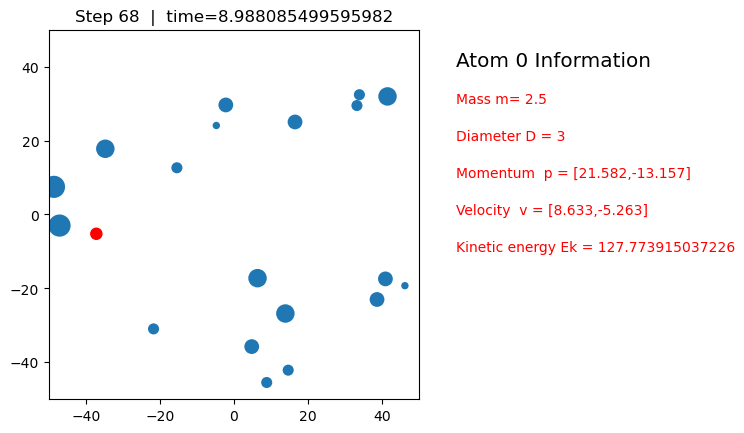 Step 68  |  time=8.988085499595982
Atom 0 Information
Mass m= 2.5
Diameter D = 3
Momentum  p = [21.582,-13.157]
Velocity  v = [8.633,-5.263]
Kinetic energy Ek = 127.773915037226
40
20
0
−20
−40
−40
−20
0
20
40